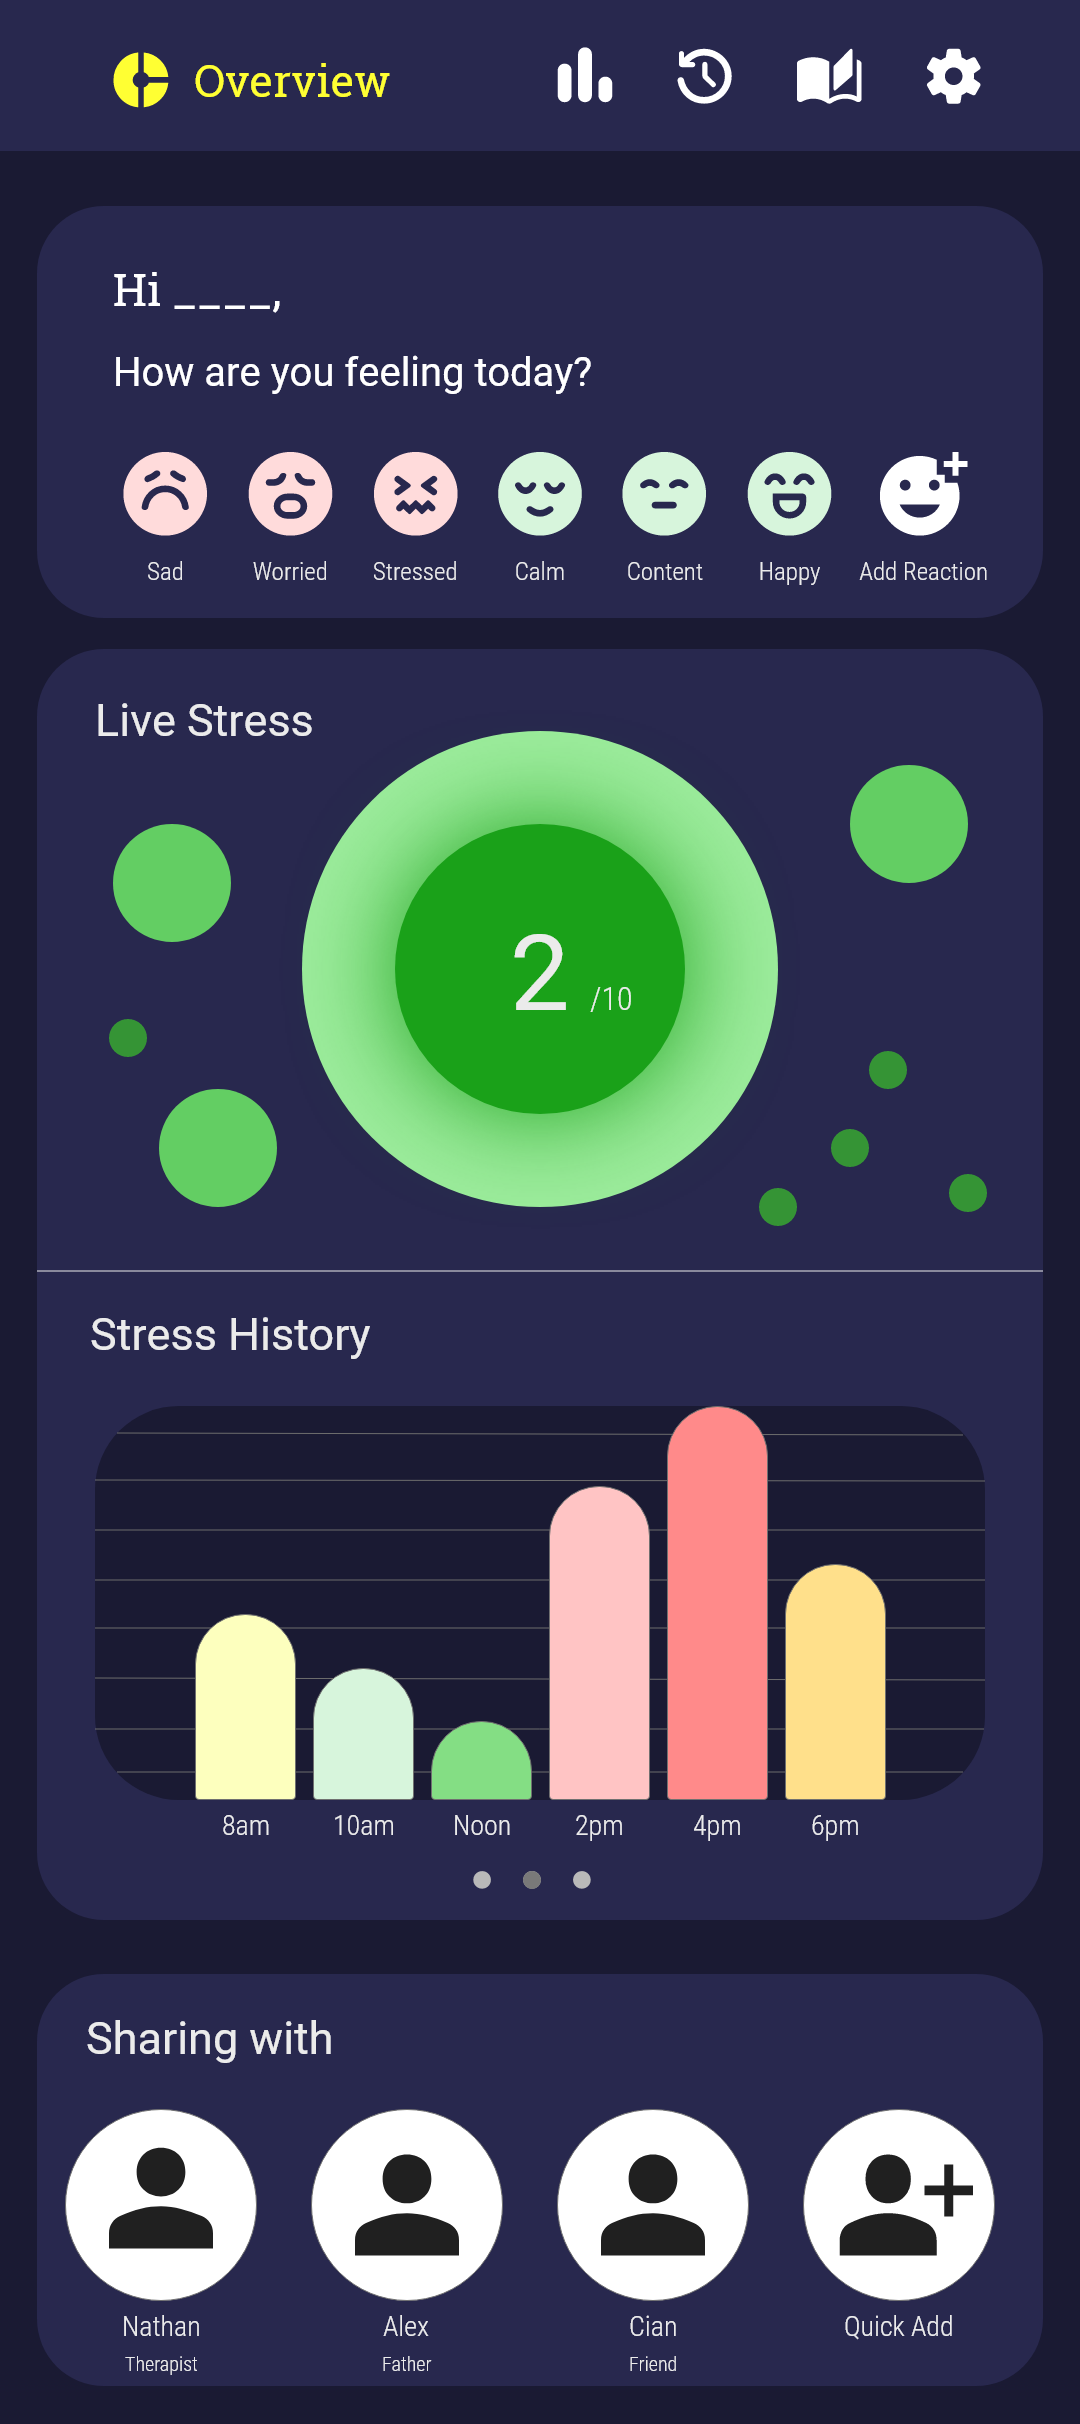 Overview
Hi ____,
How are you feeling today?
Sad Worried Stressed Calm Content Happy Add Reaction
Live Stress
2 /10
Stress History
8am 10am Noon 2pm 4pm 6pm
Sharing with
Nathan Alex Cian Quick Add
Therapist Father Friend